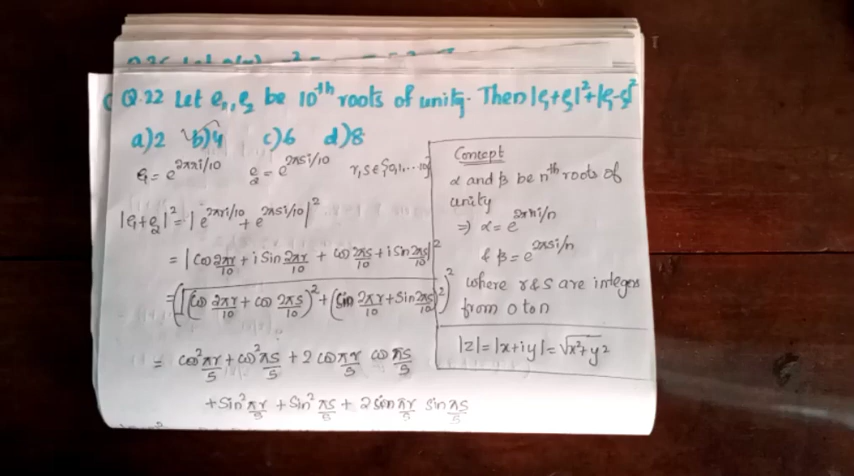 Q.22 Let e₁, e₂ be 10th roots of unity. Then |e₁+e₂|²+|e₁-e₂|²
a)2 b)4 c)6 d)8
e₁ = e^{2πri/10} e₂ = e^{2πsi/10} r,s ∈ {0,1,...10}
|e₁+e₂|² = |e^{2πri/10} + e^{2πsi/10}|²
= |Cos 2πr/10 + i Sin 2πr/10 + Cos 2πs/10 + i Sin 2πs/10|²
= (√((Cos 2πr/10 + Cos 2πs/10)² + (Sin 2πr/10 + Sin 2πs/10)²))²
= Cos² πr/5 + Cos² πs/5 + 2 Cos πr/5 Cos πs/5
+ Sin² πr/5 + Sin² πs/5 + 2 Sin πr/5 Sin πs/5
Concept
α and β be nth roots of
unity
⇒ α = e^{2πri/n}
& β = e^{2πsi/n}
where r & s are integers
from 0 to n
|z| = |x+iy| = √x²+y²